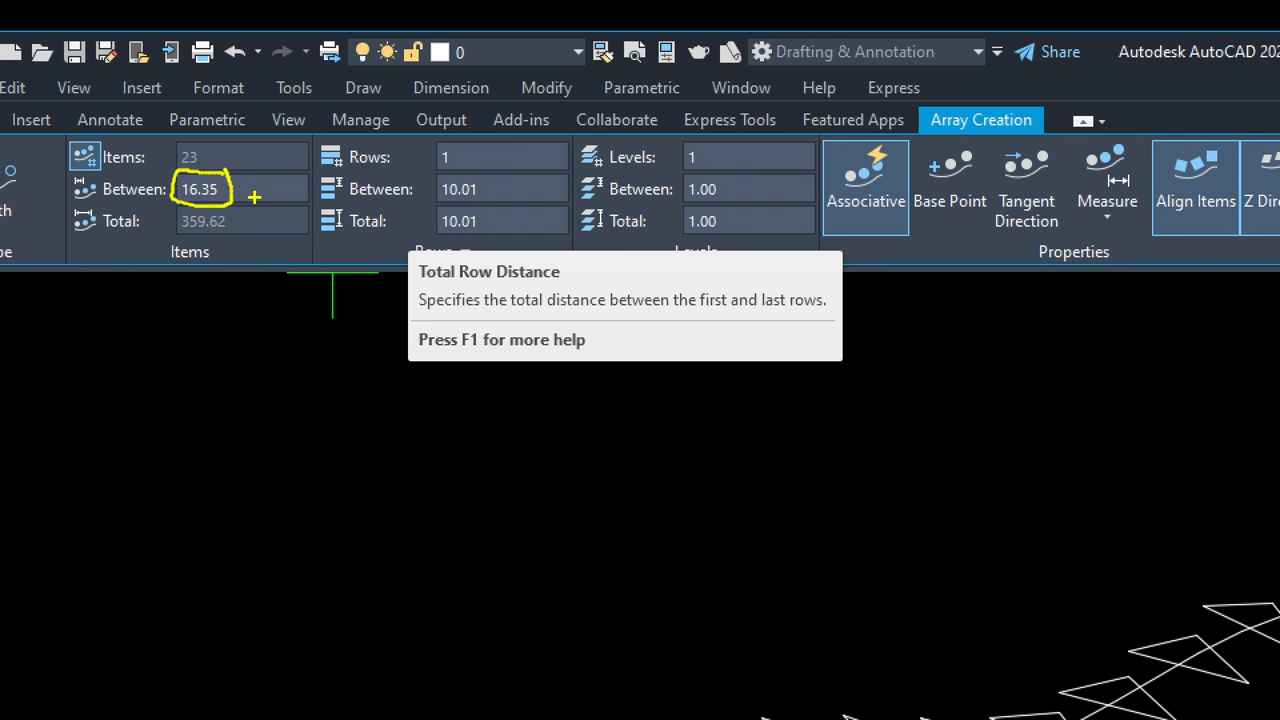 0 Drafting & Annotation Share Autodesk AutoCAD 202
Edit View Insert Format Tools Draw Dimension Modify Parametric Window Help Express
Insert Annotate Parametric View Manage Output Add-ins Collaborate Express Tools Featured Apps Array Creation
Items: 23 Rows: 1 Levels: 1
Between: 16.35 Between: 10.01 Between: 1.00
Total: 359.62 Total: 10.01 Total: 1.00
Associative Base Point Tangent Direction Measure Align Items Z Dire
Items Rows Levels Properties
Total Row Distance
Specifies the total distance between the first and last rows.
Press F1 for more help